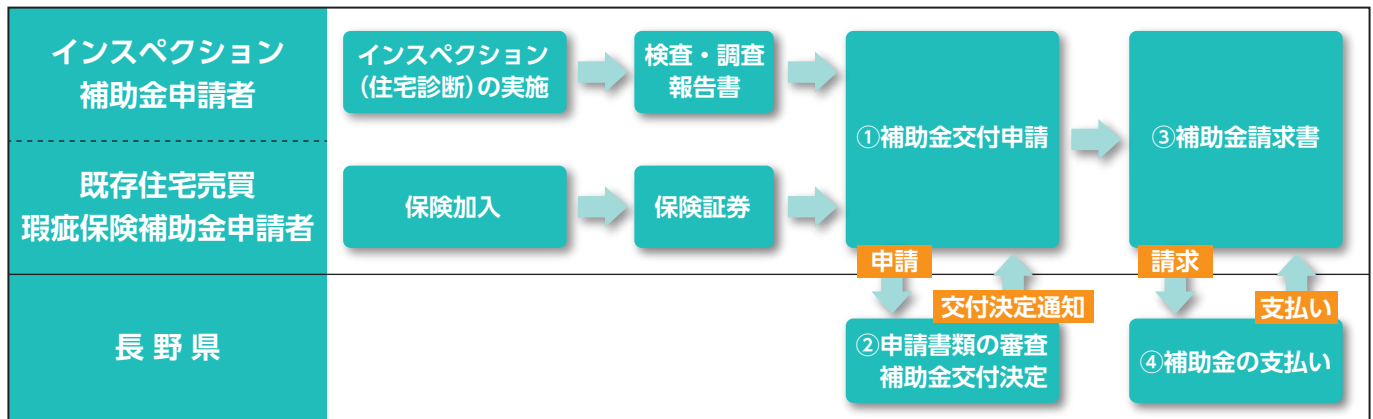 インスペクション
補助金申請者
インスペクション
(住宅診断)の実施
検査・調査
報告書
①補助金交付申請
③補助金請求書
既存住宅売買
瑕疵保険補助金申請者
保険加入
保険証券
申請
交付決定通知
請求
支払い
長野県
②申請書類の審査
補助金交付決定
④補助金の支払い